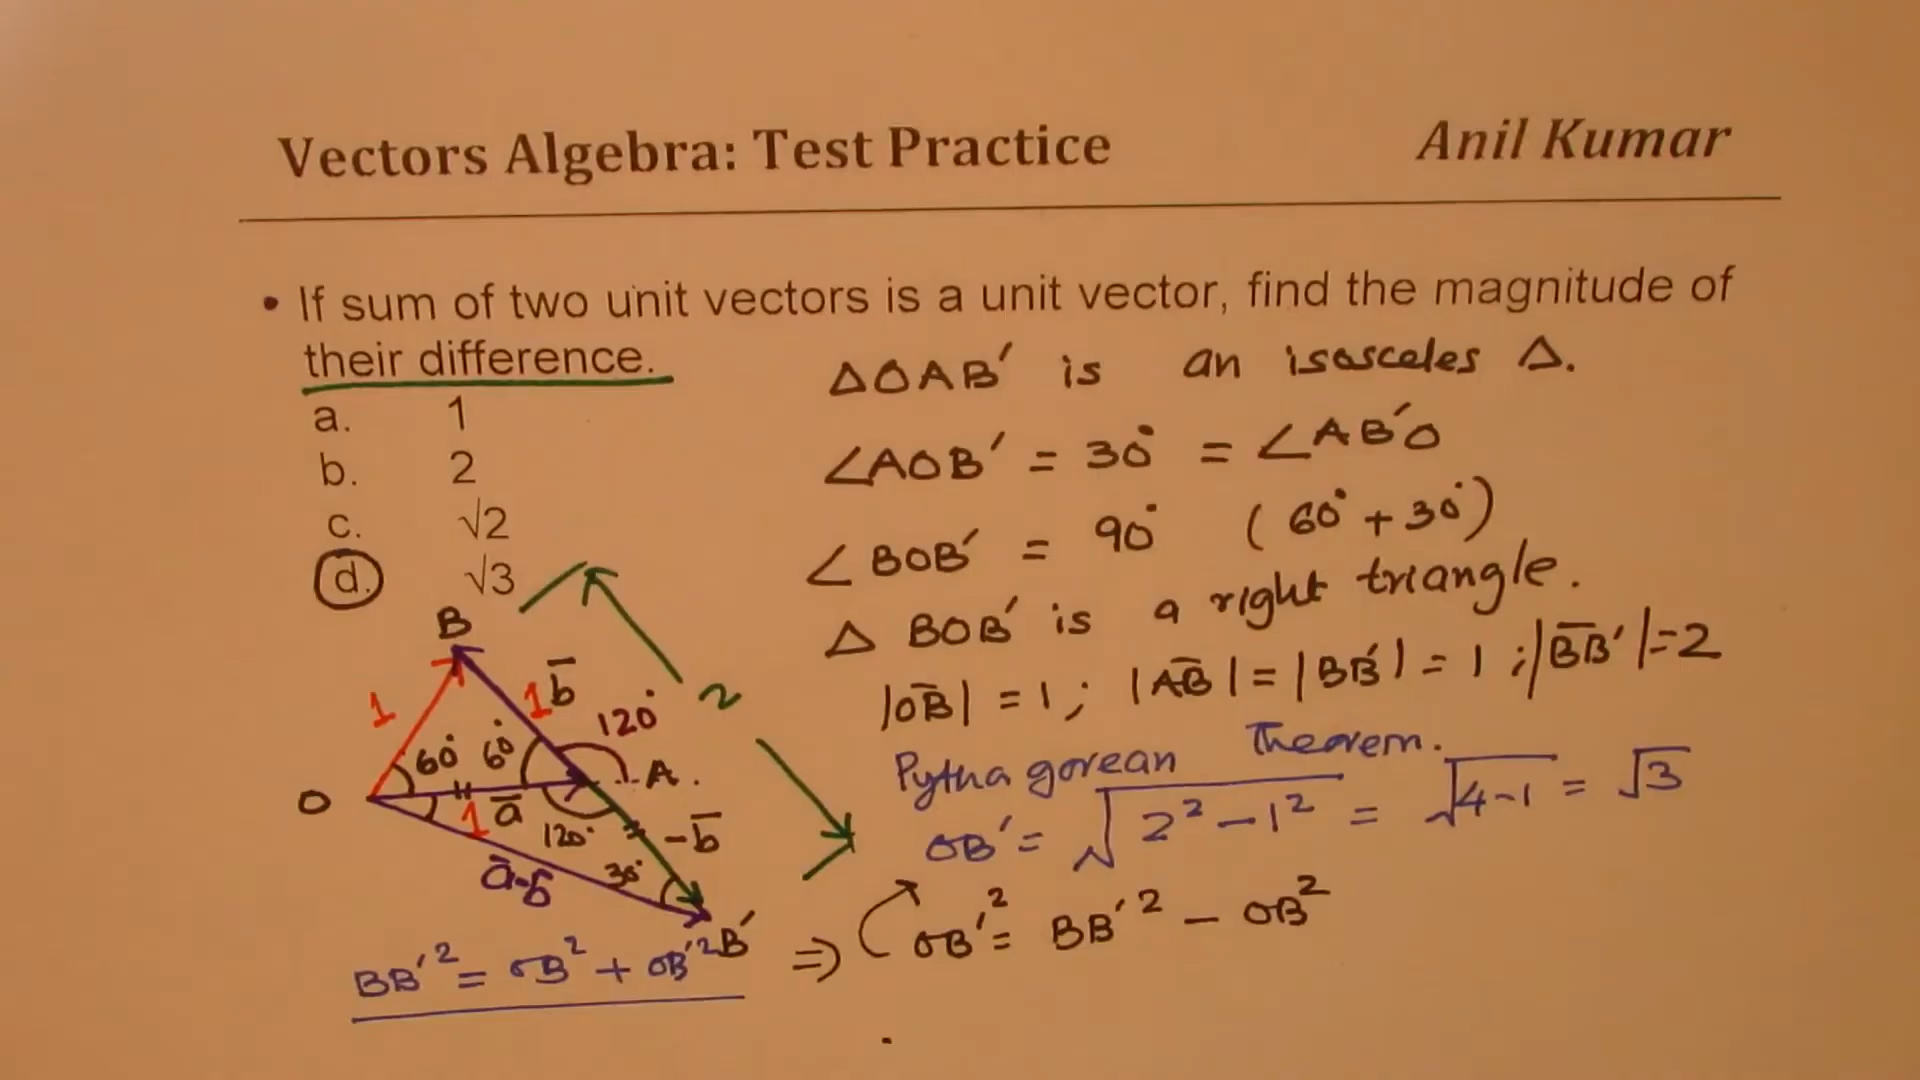 Vectors Algebra: Test Practice
Anil Kumar
• If sum of two unit vectors is a unit vector, find the magnitude of
their difference.
a. 1
b. 2
c. √2
d. √3
ΔOAB′ is an isosceles Δ.
∠AOB′ = 30° = ∠AB′O
∠BOB′ = 90° (60° + 30°)
Δ BOB′ is a right triangle.
|O̅B̅| = 1 ; |A̅B̅| = |BB′| = 1 ; |B̅B̅′| = 2
Pythagorean Theorem.
OB′ = √(2² − 1²) = √(4−1) = √3
OB′² = BB′² − OB²
B
1
1 b̅
120°
2
60° 60°
A .
O
1 a̅
120°
−b̅
a̅-b̅
30°
B′
BB′² = OB² + OB′² ⇒